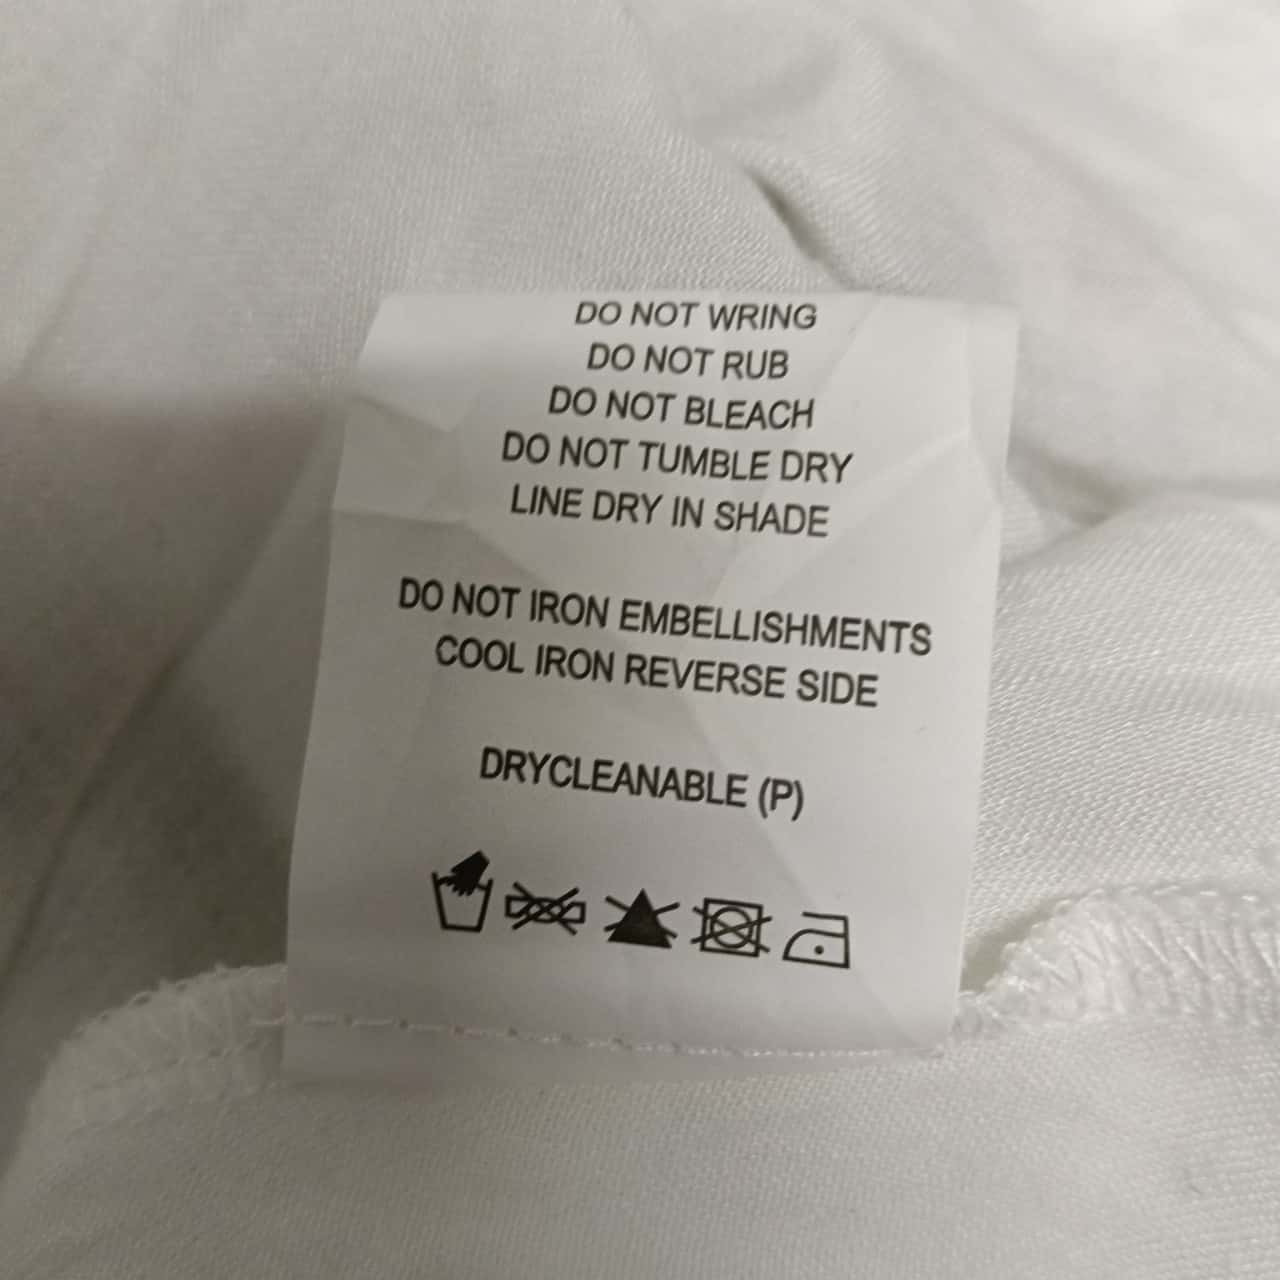 DO NOT WRING
DO NOT RUB
DO NOT BLEACH
DO NOT TUMBLE DRY
LINE DRY IN SHADE
DO NOT IRON EMBELLISHMENTS
COOL IRON REVERSE SIDE
DRYCLEANABLE (P)